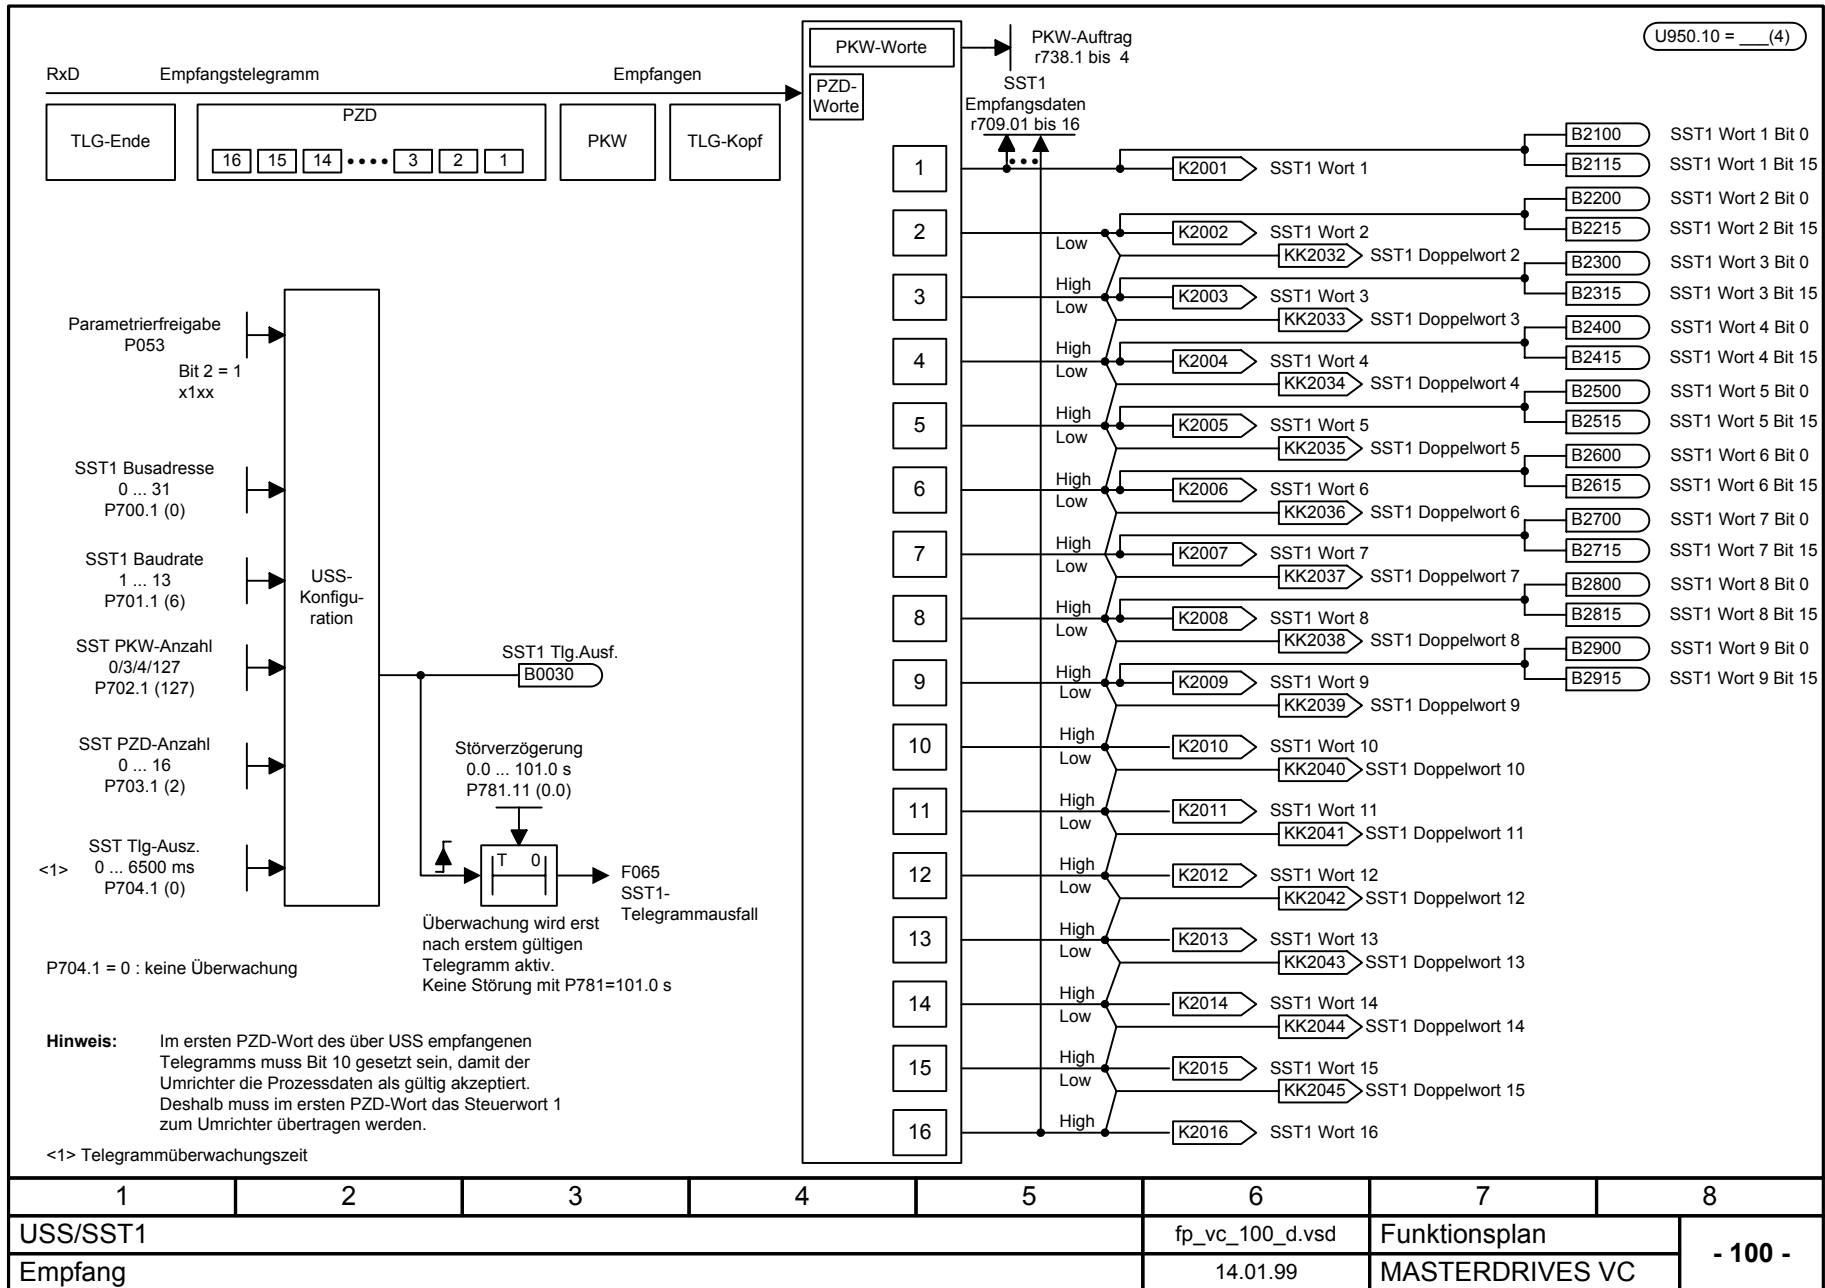 U950.10 = ___(4)
PKW-Worte
PKW-Auftrag
r738.1 bis 4
RxD Empfangstelegramm Empfangen
PZD-
Worte
SST1
Empfangsdaten
r709.01 bis 16
TLG-Ende
PZD
16 15 14 3 2 1
PKW
TLG-Kopf
1
K2001 SST1 Wort 1
B2100 SST1 Wort 1 Bit 0
B2115 SST1 Wort 1 Bit 15
2
Low
K2002 SST1 Wort 2
KK2032 SST1 Doppelwort 2
B2200 SST1 Wort 2 Bit 0
B2215 SST1 Wort 2 Bit 15
3
High
Low
K2003 SST1 Wort 3
KK2033 SST1 Doppelwort 3
B2300 SST1 Wort 3 Bit 0
B2315 SST1 Wort 3 Bit 15
4
High
Low
K2004 SST1 Wort 4
KK2034 SST1 Doppelwort 4
B2400 SST1 Wort 4 Bit 0
B2415 SST1 Wort 4 Bit 15
5
High
Low
K2005 SST1 Wort 5
KK2035 SST1 Doppelwort 5
B2500 SST1 Wort 5 Bit 0
B2515 SST1 Wort 5 Bit 15
6
High
Low
K2006 SST1 Wort 6
KK2036 SST1 Doppelwort 6
B2600 SST1 Wort 6 Bit 0
B2615 SST1 Wort 6 Bit 15
7
High
Low
K2007 SST1 Wort 7
KK2037 SST1 Doppelwort 7
B2700 SST1 Wort 7 Bit 0
B2715 SST1 Wort 7 Bit 15
8
High
Low
K2008 SST1 Wort 8
KK2038 SST1 Doppelwort 8
B2800 SST1 Wort 8 Bit 0
B2815 SST1 Wort 8 Bit 15
9
High
Low
K2009 SST1 Wort 9
KK2039 SST1 Doppelwort 9
B2900 SST1 Wort 9 Bit 0
B2915 SST1 Wort 9 Bit 15
10
High
Low
K2010 SST1 Wort 10
KK2040 SST1 Doppelwort 10
11
High
Low
K2011 SST1 Wort 11
KK2041 SST1 Doppelwort 11
12
High
Low
K2012 SST1 Wort 12
KK2042 SST1 Doppelwort 12
13
High
Low
K2013 SST1 Wort 13
KK2043 SST1 Doppelwort 13
14
High
Low
K2014 SST1 Wort 14
KK2044 SST1 Doppelwort 14
15
High
Low
K2015 SST1 Wort 15
KK2045 SST1 Doppelwort 15
16
High
K2016 SST1 Wort 16
Parametrierfreigabe
P053
Bit 2 = 1
x1xx
SST1 Busadresse
0 ... 31
P700.1 (0)
SST1 Baudrate
1 ... 13
P701.1 (6)
SST PKW-Anzahl
0/3/4/127
P702.1 (127)
SST PZD-Anzahl
0 ... 16
P703.1 (2)
SST Tlg-Ausz.
<1> 0 ... 6500 ms
P704.1 (0)
USS-
Konfigu-
ration
SST1 Tlg.Ausf.
B0030
Störverzögerung
0.0 ... 101.0 s
P781.11 (0.0)
T 0
F065
SST1-
Telegrammausfall
Überwachung wird erst
nach erstem gültigen
Telegramm aktiv.
Keine Störung mit P781=101.0 s
P704.1 = 0 : keine Überwachung
Hinweis: Im ersten PZD-Wort des über USS empfangenen
Telegramms muss Bit 10 gesetzt sein, damit der
Umrichter die Prozessdaten als gültig akzeptiert.
Deshalb muss im ersten PZD-Wort das Steuerwort 1
zum Umrichter übertragen werden.
<1> Telegrammüberwachungszeit
1 2 3 4 5 6 7 8
USS/SST1 fp_vc_100_d.vsd Funktionsplan
- 100 -
Empfang 14.01.99 MASTERDRIVES VC